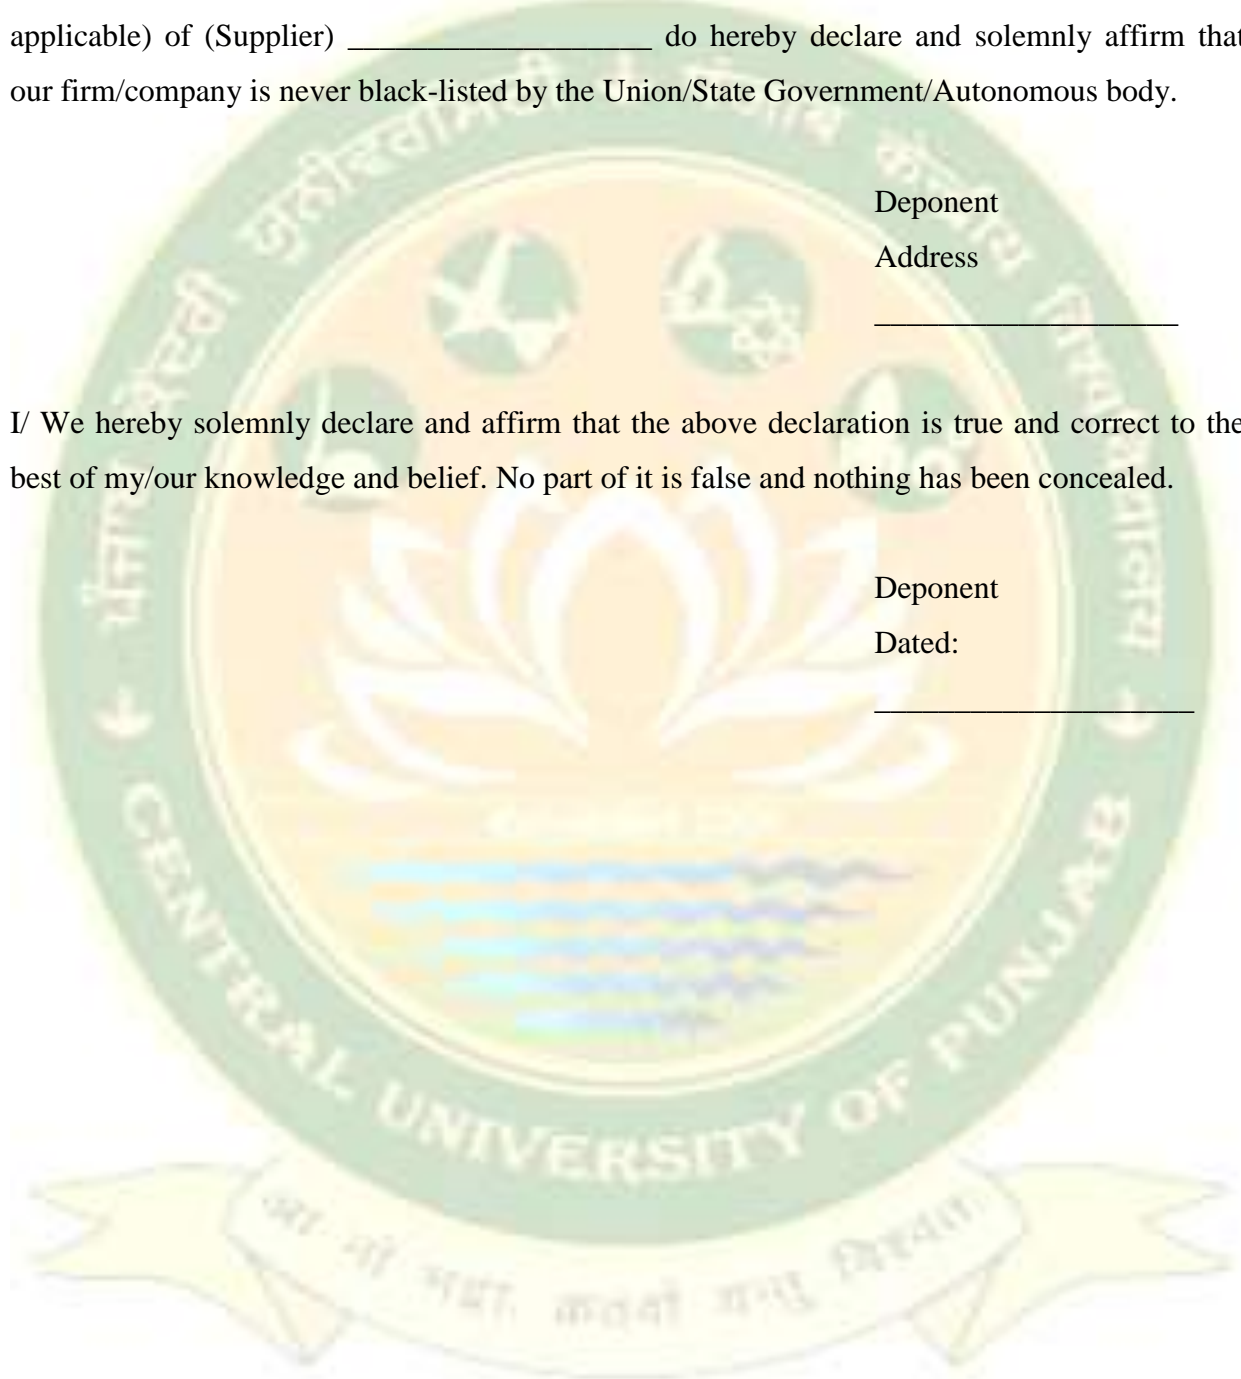 applicable) of (Supplier) ___________________ do hereby declare and solemnly affirm that
our firm/company is never black-listed by the Union/State Government/Autonomous body.
Deponent
Address
___________________
I/ We hereby solemnly declare and affirm that the above declaration is true and correct to the
best of my/our knowledge and belief. No part of it is false and nothing has been concealed.
Deponent
Dated:
____________________
CENTRAL UNIVERSITY OF PUNJAB